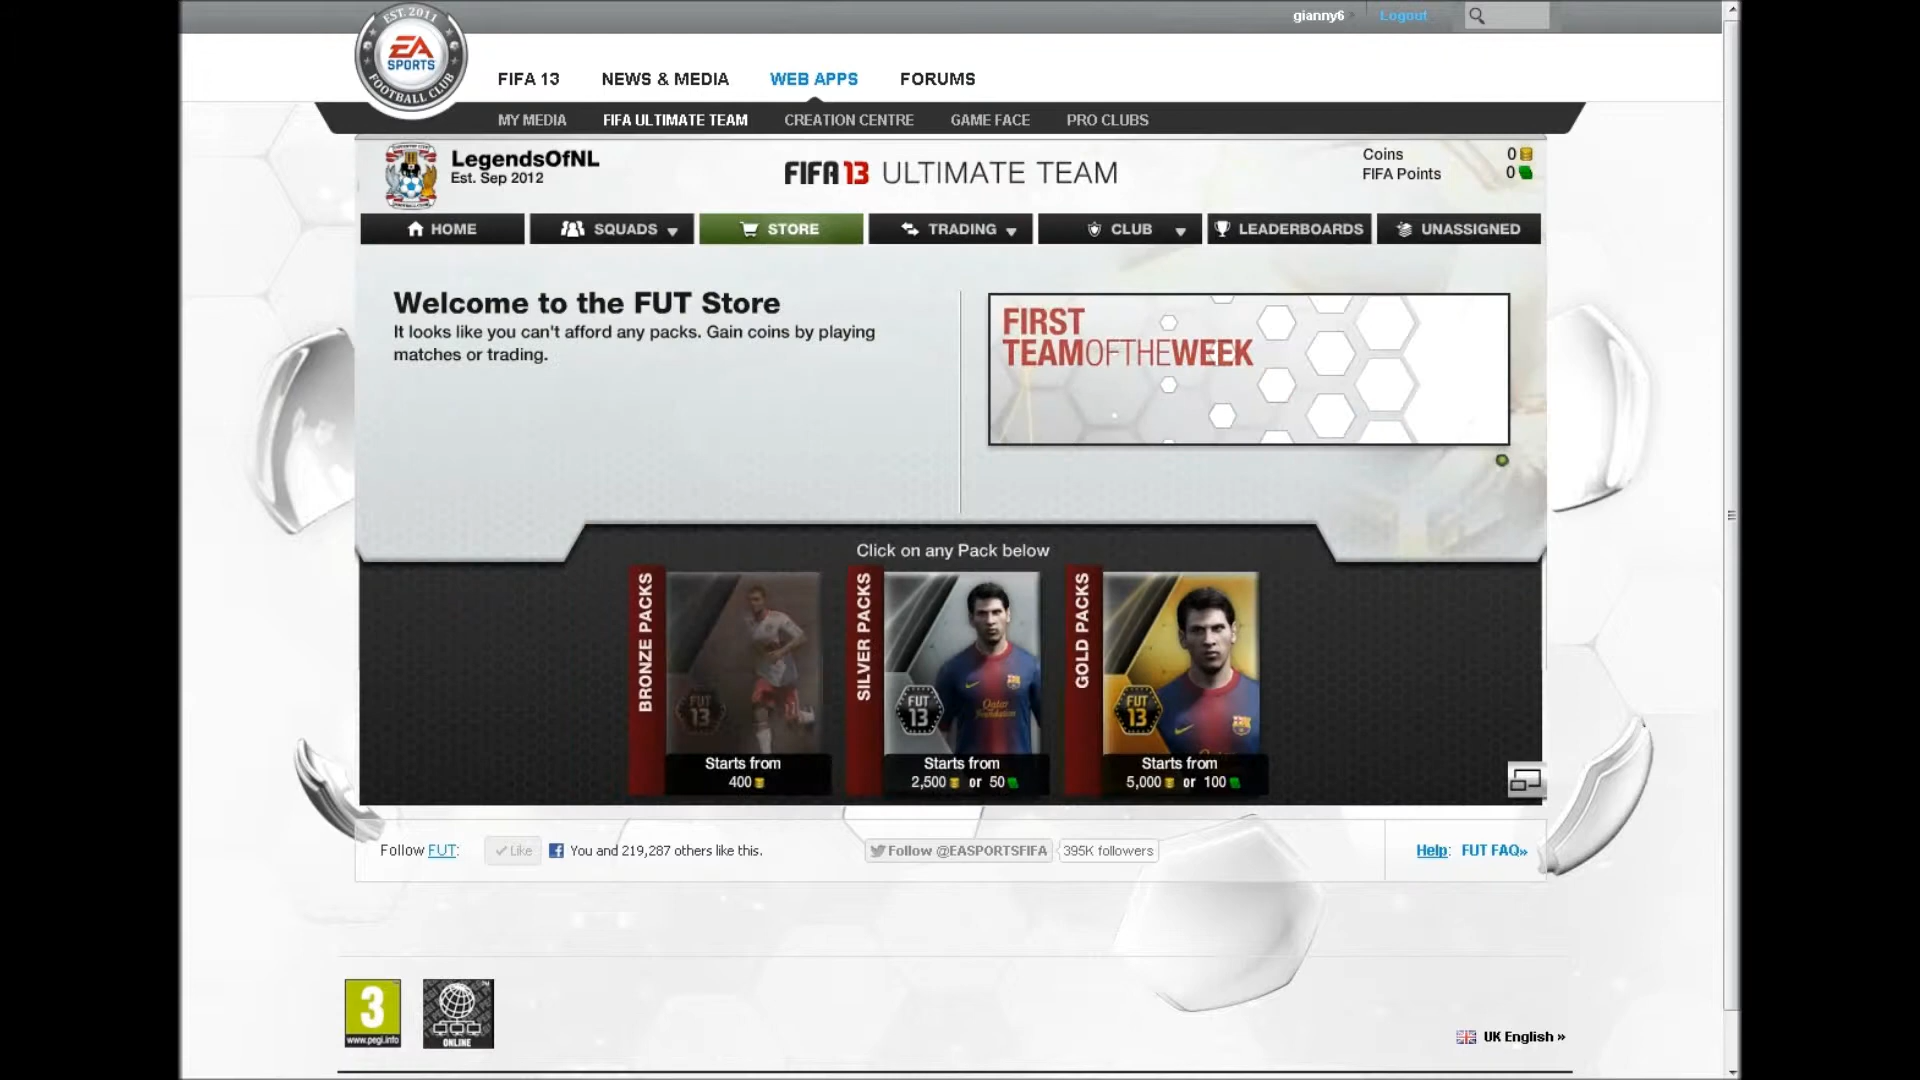 gianny6
Logout
EST. 2011
EA
SPORTS
FOOTBALL CLUB
FIFA 13
NEWS & MEDIA
WEB APPS
FORUMS
MY MEDIA
FIFA ULTIMATE TEAM
CREATION CENTRE
GAME FACE
PRO CLUBS
LegendsOfNL
Est. Sep 2012
FIFA 13 ULTIMATE TEAM
Coins 0
FIFA Points 0
HOME
SQUADS
STORE
TRADING
CLUB
LEADERBOARDS
UNASSIGNED
Welcome to the FUT Store
It looks like you can't afford any packs. Gain coins by playing
matches or trading.
FIRST
TEAMOFTHEWEEK
Click on any Pack below
BRONZE PACKS
FUT
13
Starts from
400
SILVER PACKS
FUT
13
Qatar
Foundation
Starts from
2,500 or 50
GOLD PACKS
FUT
13
Starts from
5,000 or 100
Follow FUT:
Like
You and 219,287 others like this.
Follow @EASPORTSFIFA
395K followers
Help: FUT FAQ»
3
www.pegi.info
ONLINE
UK English »